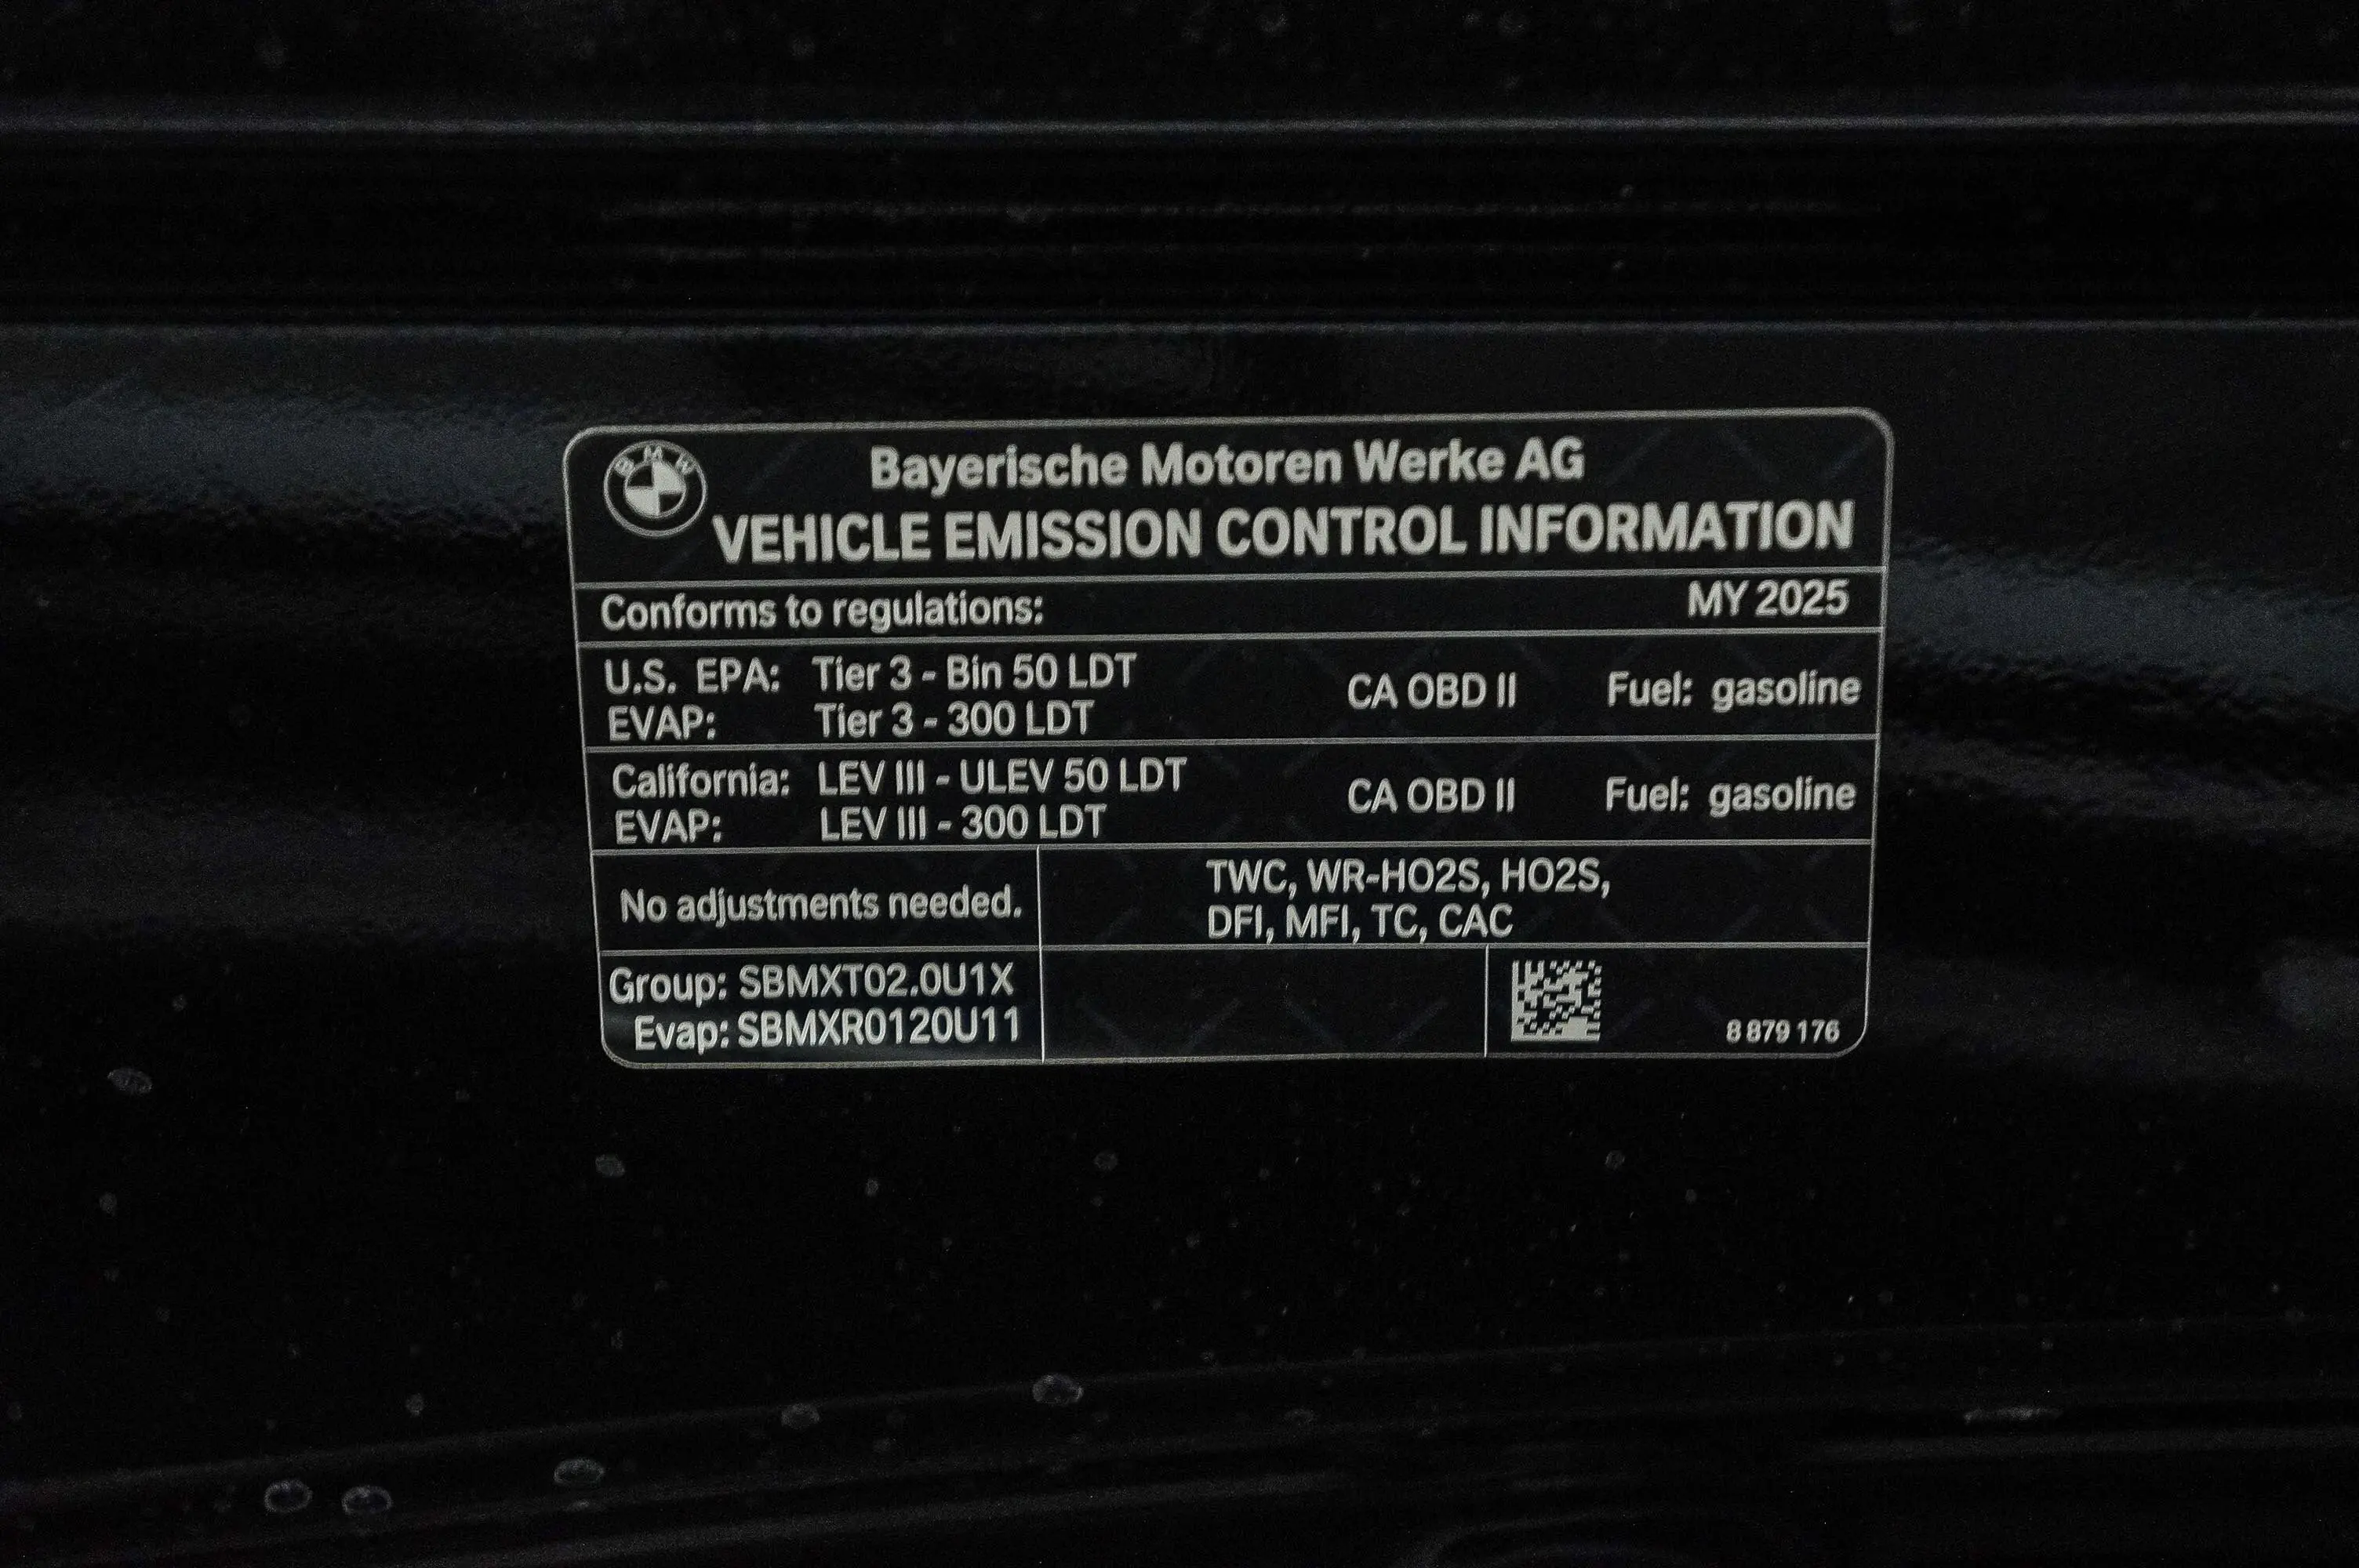 BMW
Bayerische Motoren Werke AG
VEHICLE EMISSION CONTROL INFORMATION
Conforms to regulations: MY 2025
U.S. EPA: Tier 3 - Bin 50 LDT CA OBD II Fuel: gasoline
EVAP: Tier 3 - 300 LDT
California: LEV III - ULEV 50 LDT CA OBD II Fuel: gasoline
EVAP: LEV III - 300 LDT
No adjustments needed.
TWC, WR-HO2S, HO2S,
DFI, MFI, TC, CAC
Group: SBMXT02.0U1X
Evap: SBMXR0120U11
8 879 176